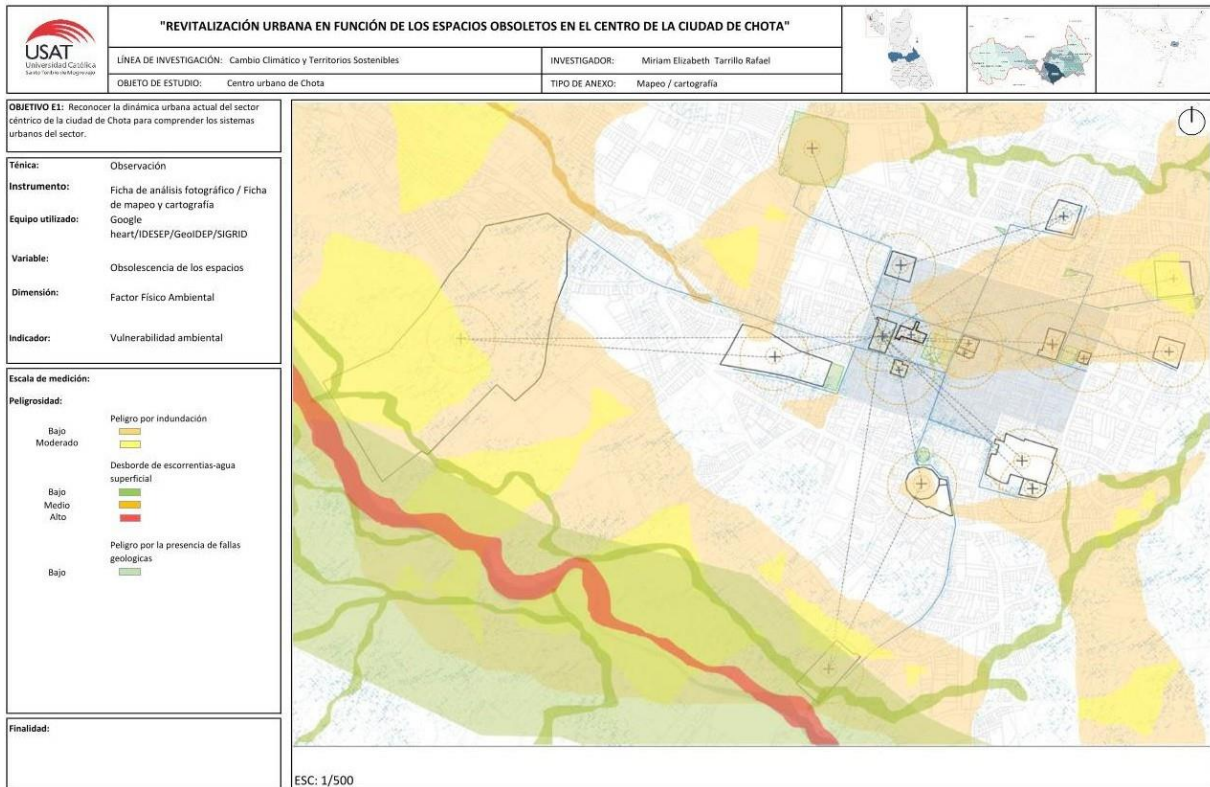 USAT
Universidad Católica
Santo Toribio de Mogrovejo
"REVITALIZACIÓN URBANA EN FUNCIÓN DE LOS ESPACIOS OBSOLETOS EN EL CENTRO DE LA CIUDAD DE CHOTA"
LÍNEA DE INVESTIGACIÓN: Cambio Climático y Territorios Sostenibles
INVESTIGADOR: Miriam Elizabeth Tarrillo Rafael
OBJETO DE ESTUDIO: Centro urbano de Chota
TIPO DE ANEXO: Mapeo / cartografía
OBJETIVO E1: Reconocer la dinámica urbana actual del sector
céntrico de la ciudad de Chota para comprender los sistemas
urbanos del sector.
Ténica: Observación
Instrumento: Ficha de análisis fotográfico / Ficha
de mapeo y cartografía
Equipo utilizado: Google
heart/IDESEP/GeoIDEP/SIGRID
Variable:
Obsolescencia de los espacios
Dimensión: Factor Físico Ambiental
Indicador: Vulnerabilidad ambiental
Escala de medición:
Peligrosidad:
Peligro por indundación
Bajo
Moderado
Desborde de escorrentias-agua
superficial
Bajo
Medio
Alto
Peligro por la presencia de fallas
geologicas
Bajo
Finalidad:
ESC: 1/500